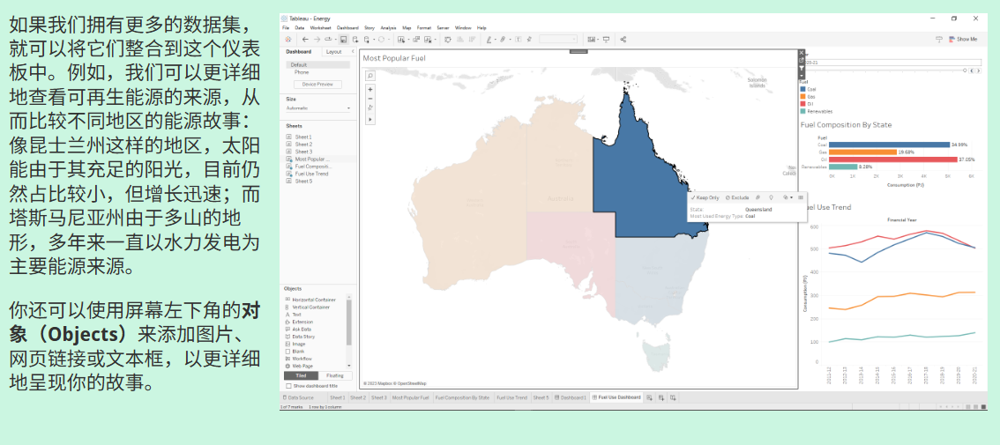 如果我们拥有更多的数据集，
就可以将它们整合到这个仪表
板中。例如，我们可以更详细
地查看可再生能源的来源，从
而比较不同地区的能源故事：
像昆士兰州这样的地区，太阳
能由于其充足的阳光，目前仍
然占比较小，但增长迅速；而
塔斯马尼亚州由于多山的地
形，多年来一直以水力发电为
主要能源来源。
你还可以使用屏幕左下角的对
象（Objects）来添加图片、
网页链接或文本框，以更详细
地呈现你的故事。
Tableau - Energy
File Data Worksheet Dashboard Story Analysis Map Format Server Window Help
Show Me
Dashboard Layout
Default
Phone
Device Preview
Size
Automatic
Sheets
Sheet 1
Sheet 2
Sheet 3
Most Popular ...
Fuel Compositi...
Fuel Use Trend
Sheet 5
Objects
Horizontal Container
Vertical Container
Text
Extension
Ask Data
Data Story
Image
Blank
Workflow
Web Page
Tiled Floating
Show dashboard title
Most Popular Fuel
Solomon
Islands
Keep Only Exclude
State: Queensland
Most Used Energy Type: Coal
© 2023 Mapbox © OpenStreetMap
Fuel
Coal
Gas
Oil
Renewables
Fuel Composition By State
Fuel
Coal 34.99%
Gas 19.68%
Oil 37.05%
Renewables 8.28%
0K 1K 2K 3K 4K 5K 6K
Consumption (PJ)
Fuel Use Trend
Financial Year
Consumption (PJ)
600
500
400
300
200
100
0
2011-12 2012-13 2013-14 2014-15 2015-16 2016-17 2017-18 2018-19 2019-20 2020-21
Data Source Sheet 1 Sheet 2 Sheet 3 Most Popular Fuel Fuel Composition By State Fuel Use Trend Sheet 5 Dashboard 1 Fuel Use Dashboard
1 of 7 marks 1 row by 1 column